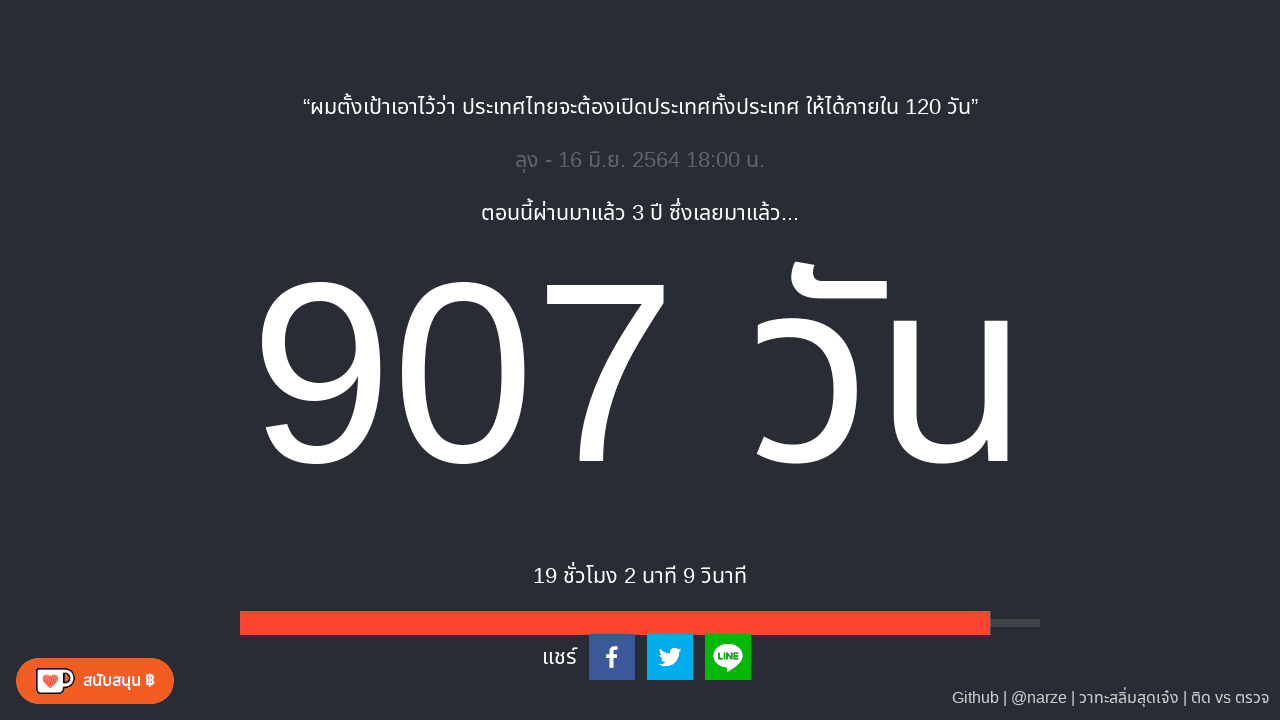 “ผมตั้งเป้าเอาไว้ว่า ประเทศไทยจะต้องเปิดประเทศทั้งประเทศ ให้ได้ภายใน 120 วัน”
ลุง - 16 มิ.ย. 2564 18:00 น.
ตอนนี้ผ่านมาแล้ว 3 ปี ซึ่งเลยมาแล้ว...
907 วัน
19 ชั่วโมง 2 นาที 9 วินาที
แชร์
LINE
สนับสนุน ฿
Github | @narze | วาทะสลิ่มสุดเจ๋ง | ติด vs ตรวจ